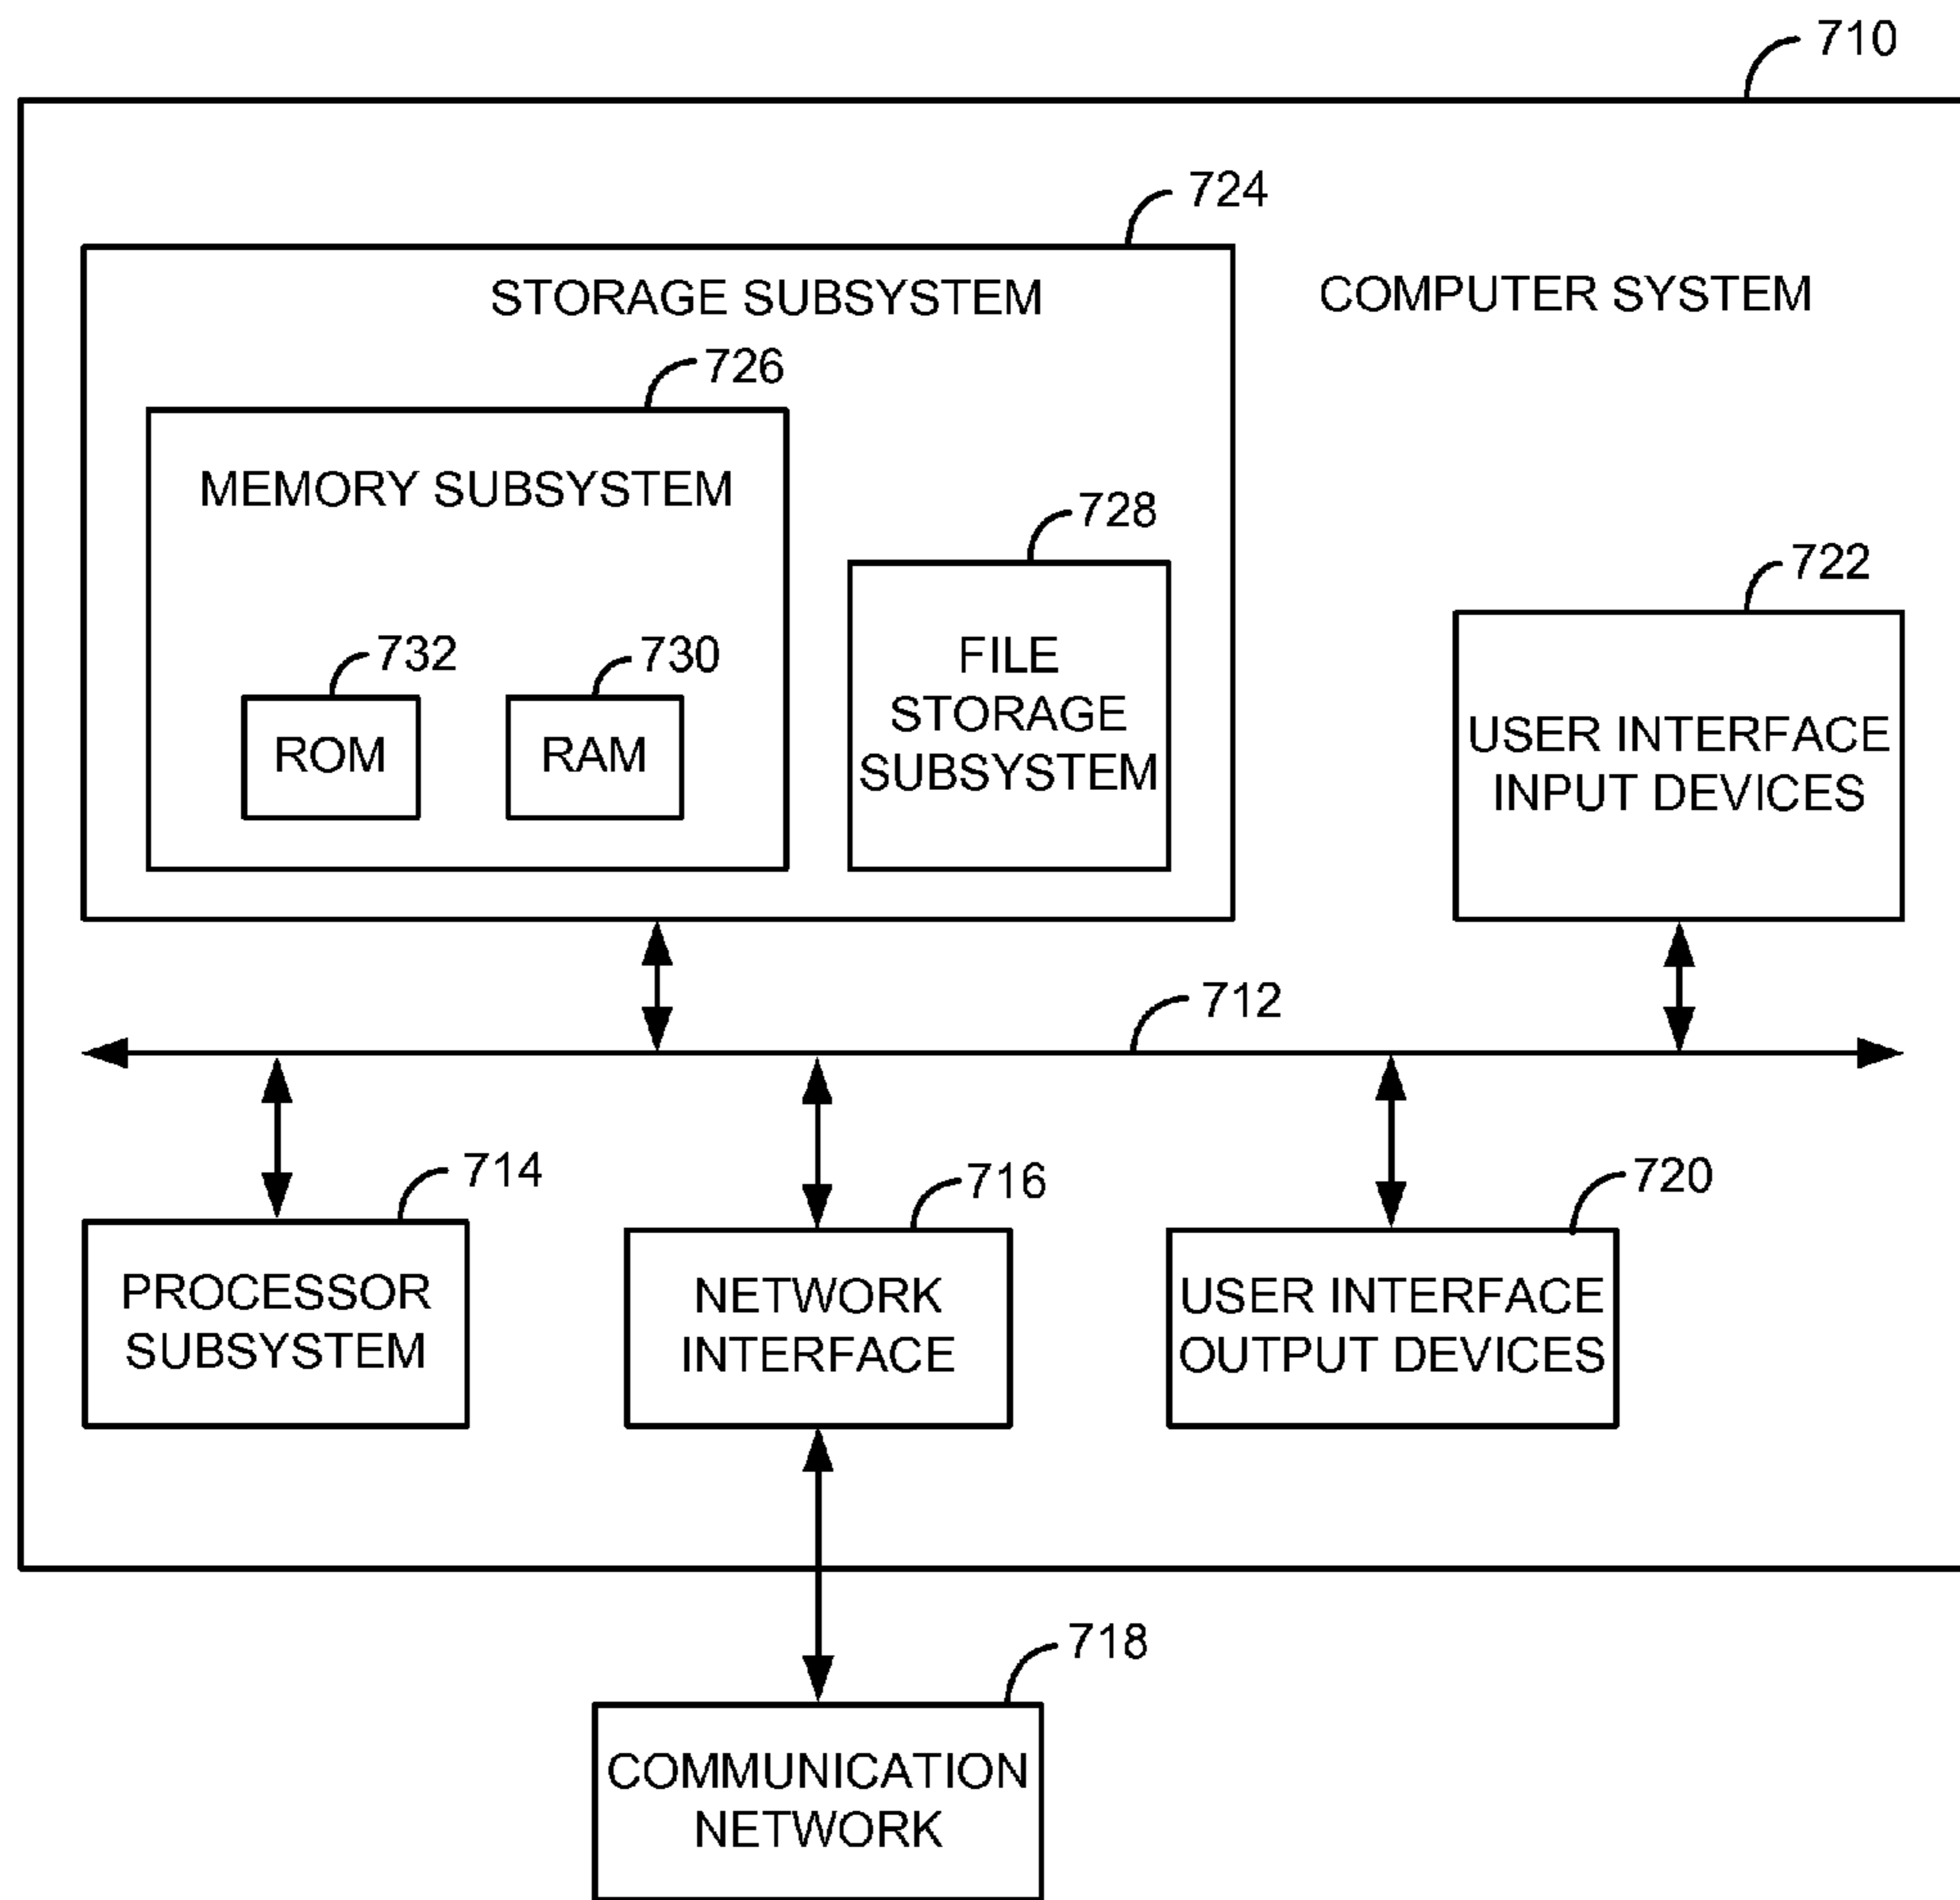 710
724
STORAGE SUBSYSTEM
COMPUTER SYSTEM
726
MEMORY SUBSYSTEM
728
722
732
730
FILE
STORAGE
SUBSYSTEM
ROM
RAM
USER INTERFACE
INPUT DEVICES
712
714
716
720
PROCESSOR
SUBSYSTEM
NETWORK
INTERFACE
USER INTERFACE
OUTPUT DEVICES
718
COMMUNICATION
NETWORK